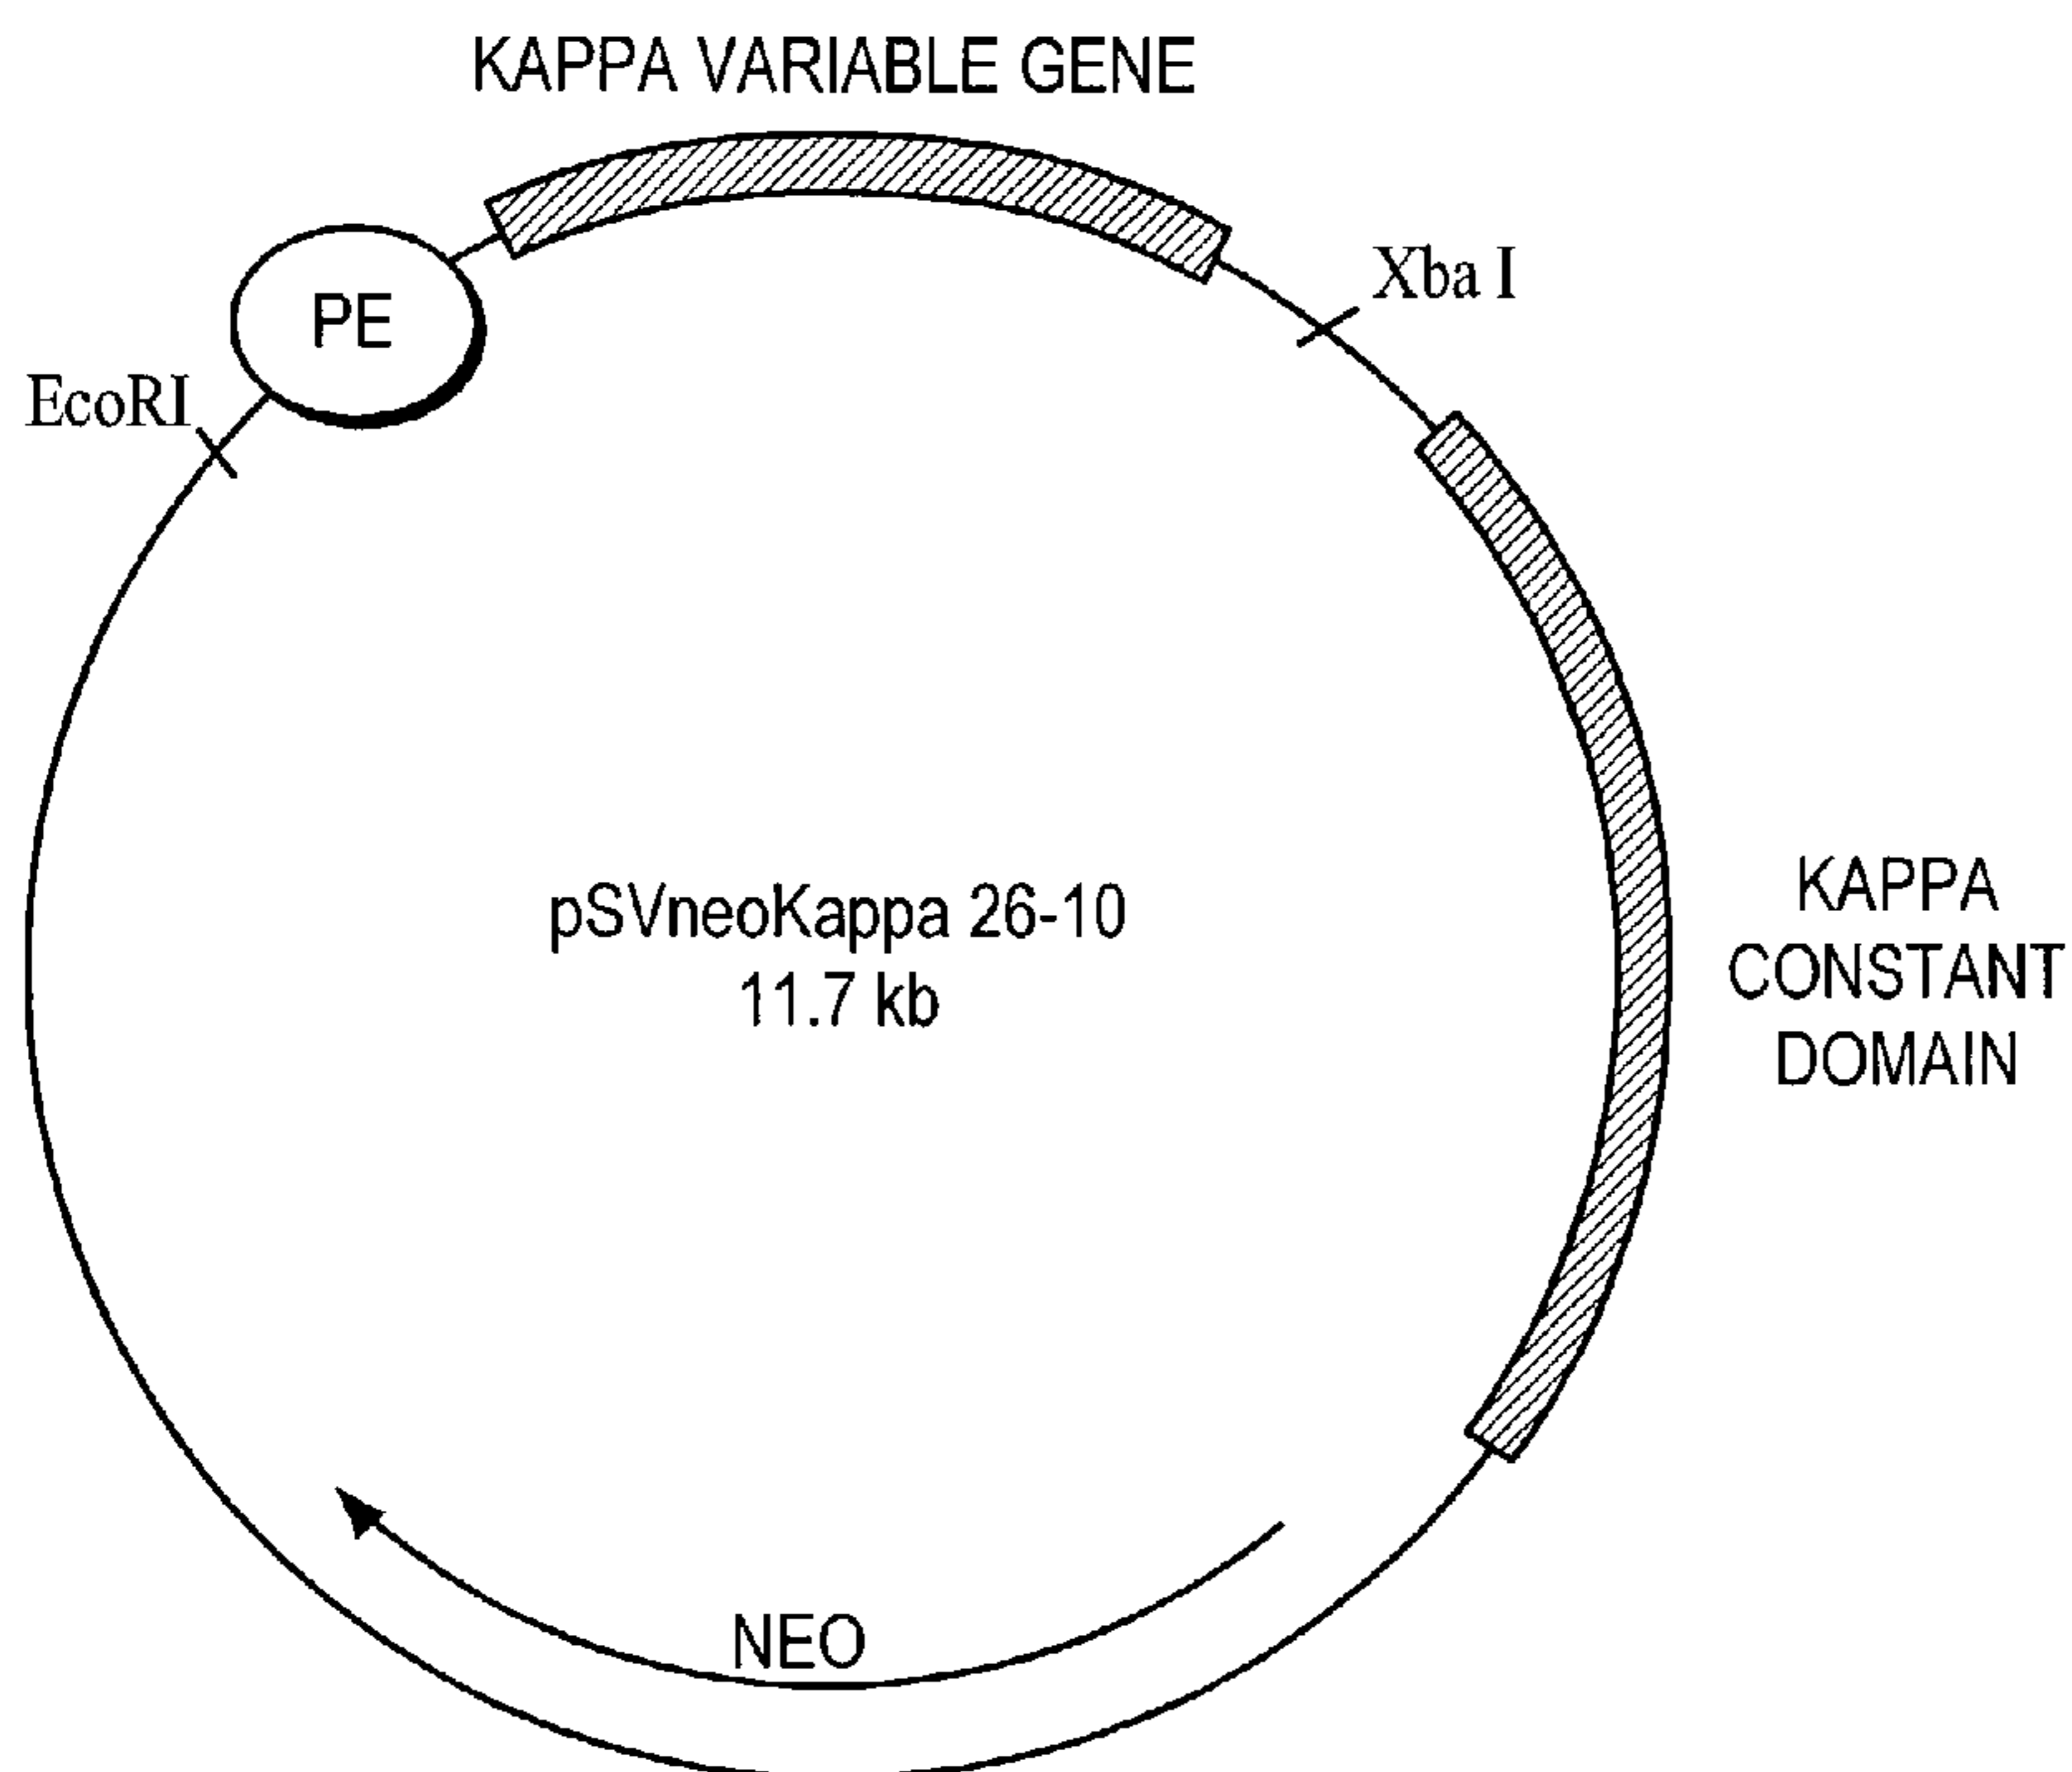 KAPPA VARIABLE GENE
Xba I
PE
EcoRI
pSVneoKappa 26-10
11.7 kb
KAPPA
CONSTANT
DOMAIN
NEO